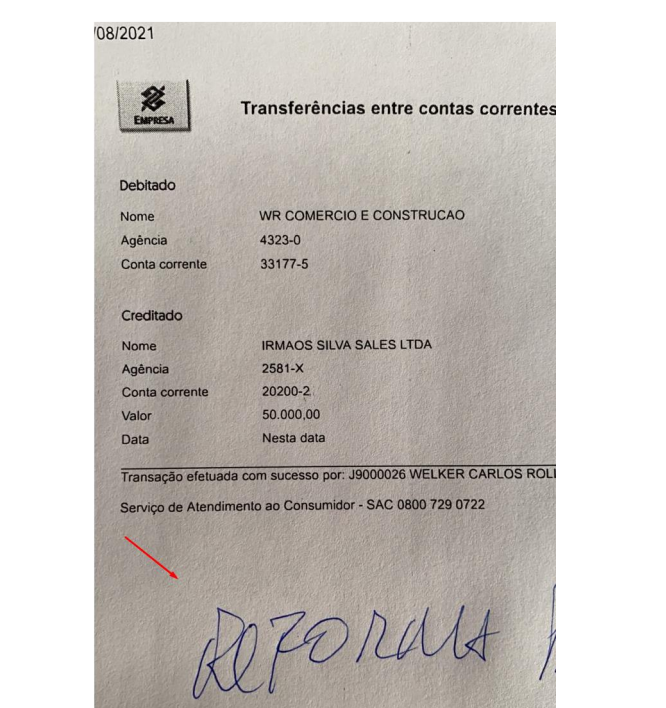 /08/2021
EMPRESA
Transferências entre contas correntes
Debitado
Nome WR COMERCIO E CONSTRUCAO
Agência 4323-0
Conta corrente 33177-5
Creditado
Nome IRMAOS SILVA SALES LTDA
Agência 2581-X
Conta corrente 20200-2
Valor 50.000,00
Data Nesta data
Transação efetuada com sucesso por: J9000026 WELKER CARLOS ROLI
Serviço de Atendimento ao Consumidor - SAC 0800 729 0722
REFORMA